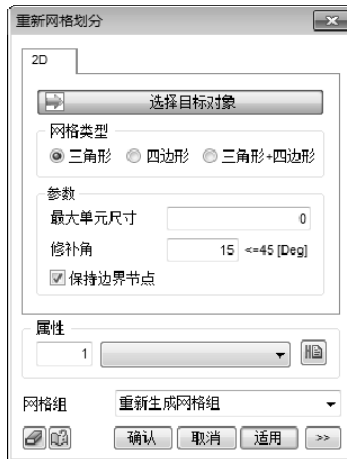 重新网格划分
2D
选择目标对象
网格类型
三角形 四边形 三角形+四边形
参数
最大单元尺寸 0
修补角 15 <=45 [Deg]
保持边界节点
属性
1
网格组 重新生成网格组
确认 取消 适用 >>